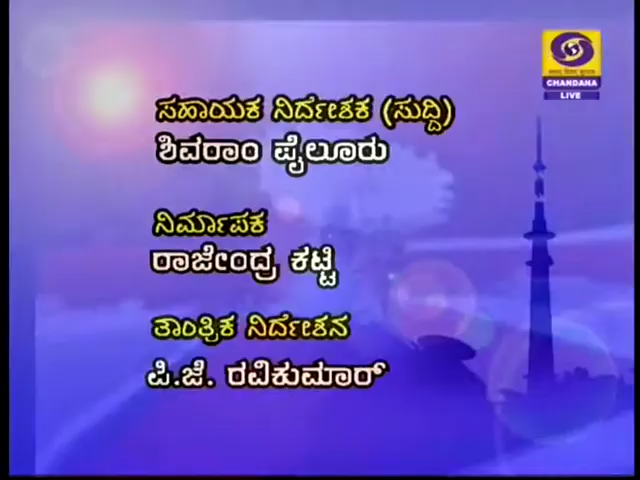 CHANDANA
LIVE
ಸಹಾಯಕ ನಿರ್ದೇಶಕ (ಸುದ್ದಿ)
ಶಿವರಾಂ ಪೈಲೂರು
ನಿರ್ಮಾಪಕ
ರಾಜೇಂದ್ರ ಕಟ್ಟಿ
ತಾಂತ್ರಿಕ ನಿರ್ದೇಶನ
ಪಿ.ಜೆ. ರವಿಕುಮಾರ್